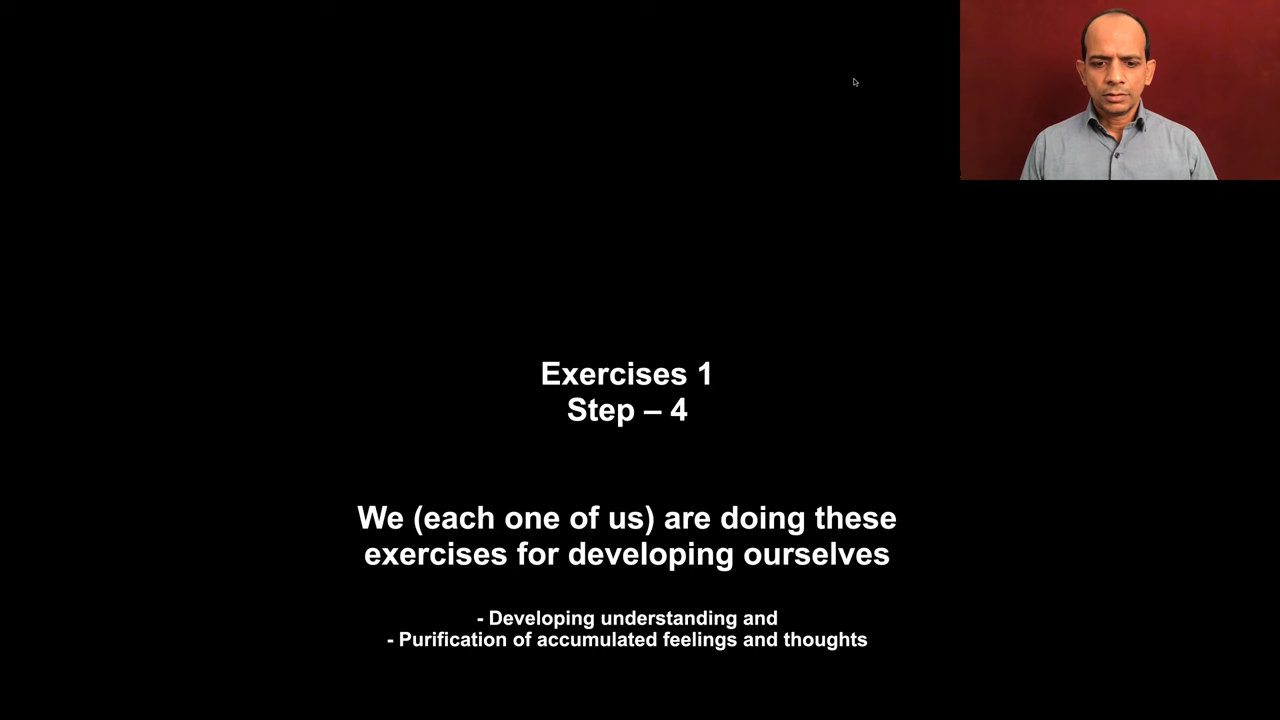 Exercises 1
Step – 4
We (each one of us) are doing these
exercises for developing ourselves
- Developing understanding and
- Purification of accumulated feelings and thoughts